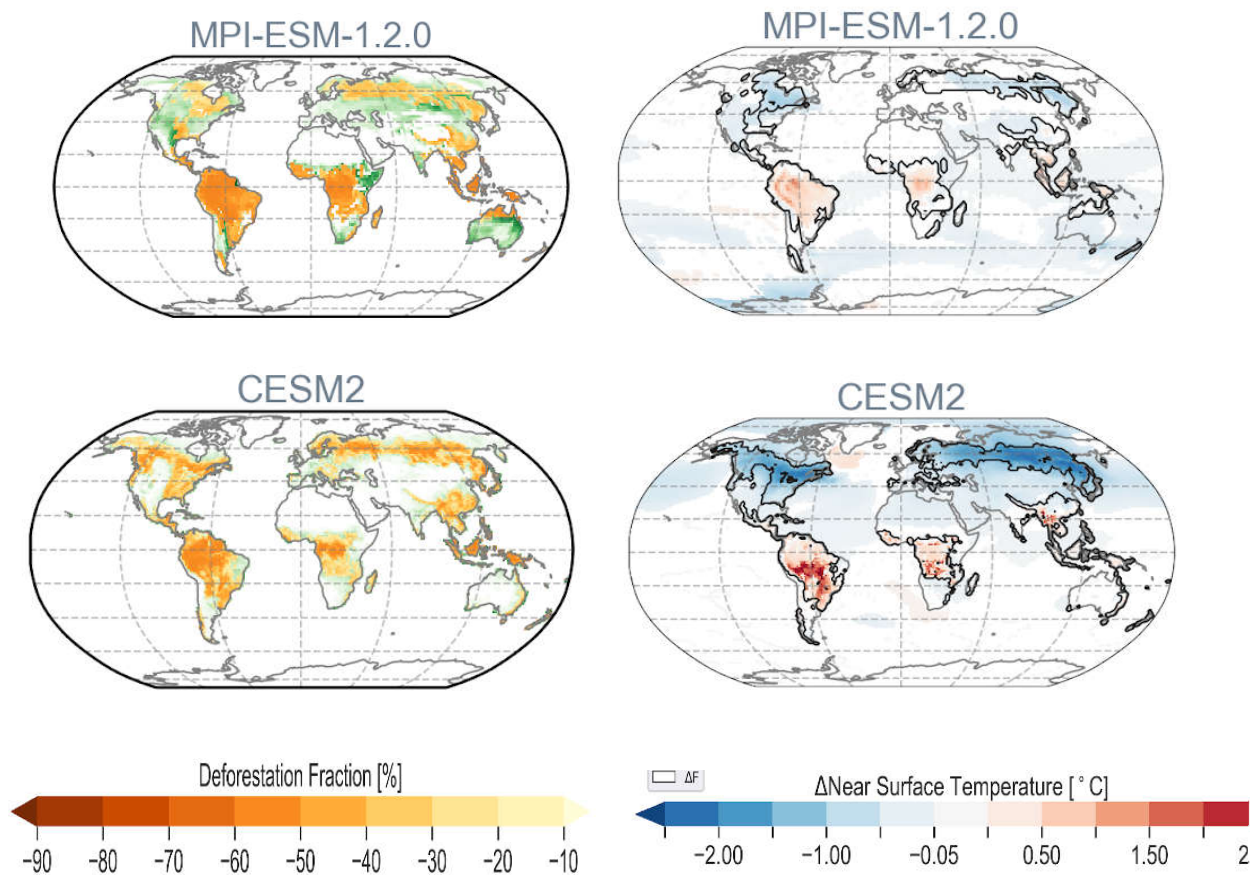 MPI-ESM-1.2.0
MPI-ESM-1.2.0
CESM2
CESM2
Deforestation Fraction [%]
−90 −80 −70 −60 −50 −40 −30 −20 −10
ΔF
ΔNear Surface Temperature [°C]
−2.00 −1.00 −0.05 0.50 1.50 2